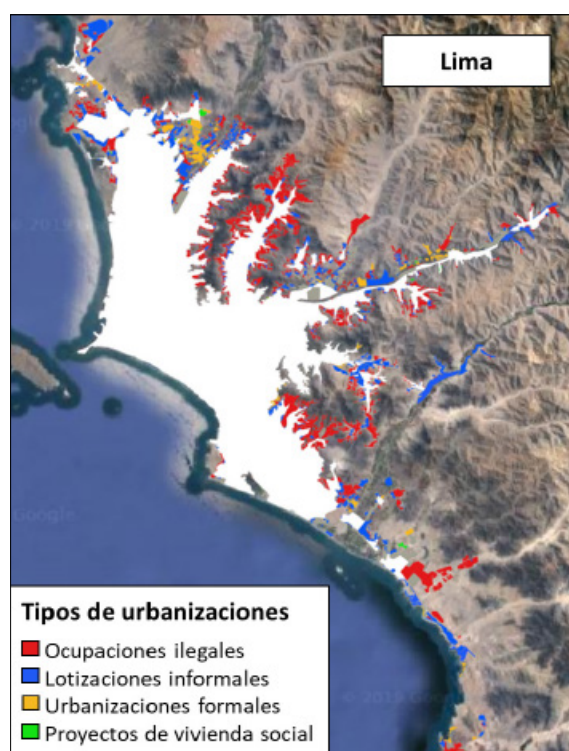 Lima
Tipos de urbanizaciones
Ocupaciones ilegales
Lotizaciones informales
Urbanizaciones formales
Proyectos de vivienda social